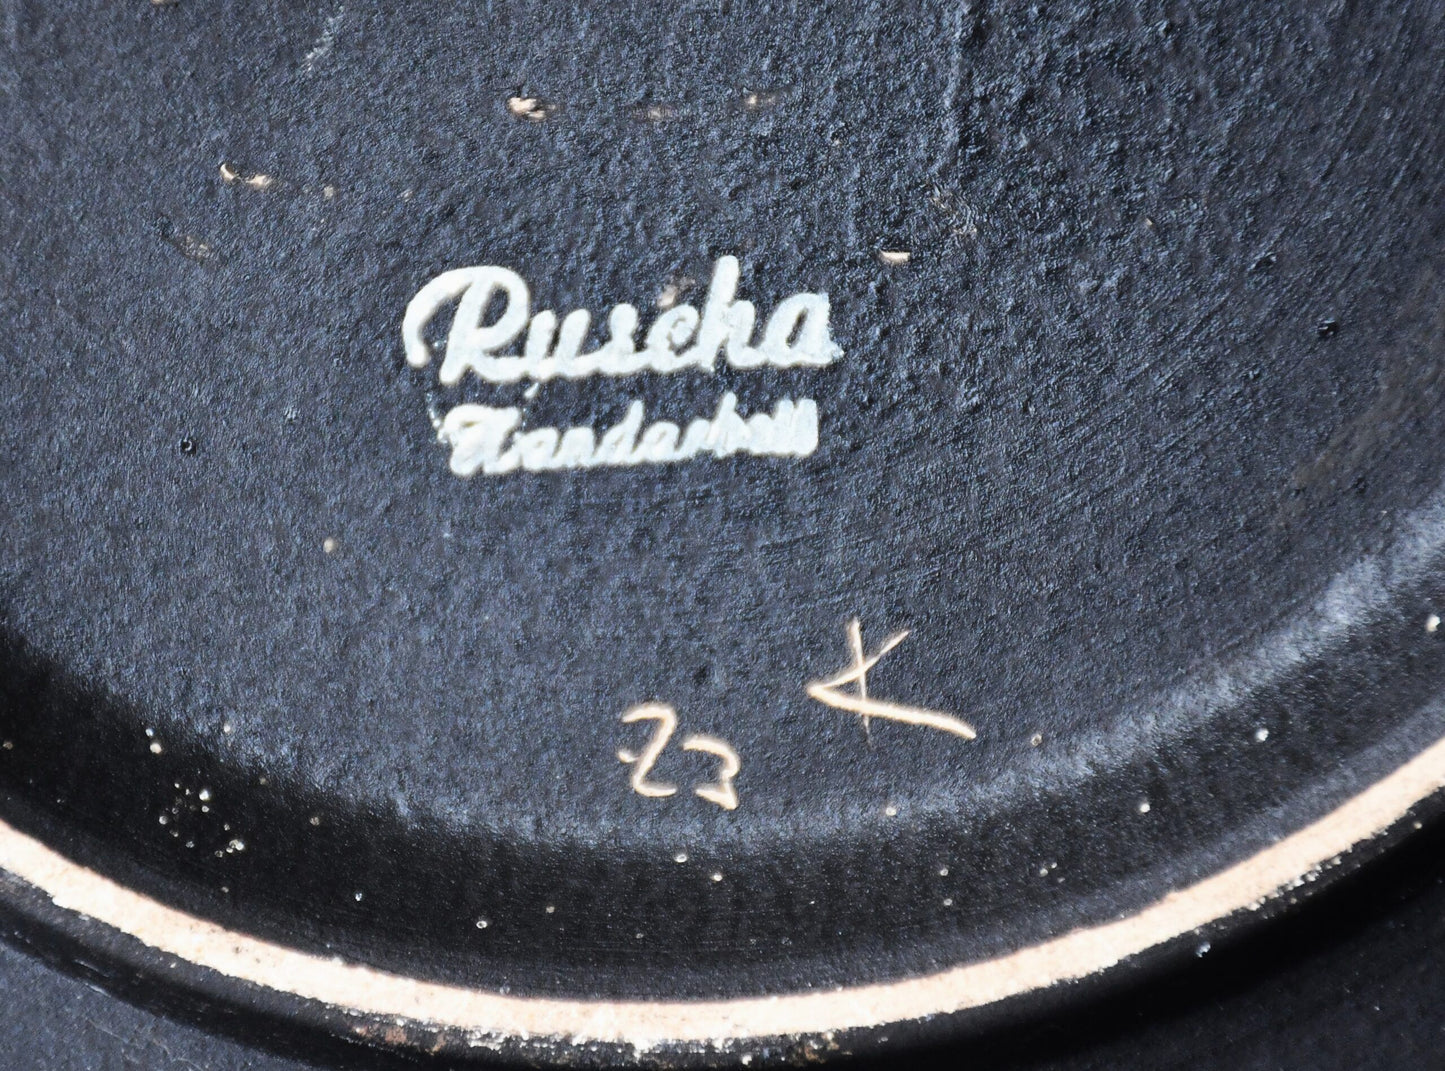 Ruscha
Handarbeit
23 K